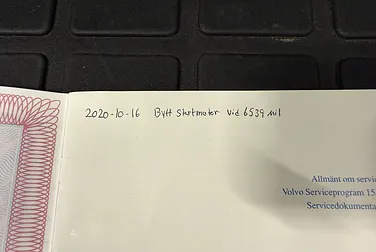 2020-10-16 Bytt startmotor vid 6539 mil
Allmänt om servi
Volvo Serviceprogram 15
Servicedokumenta